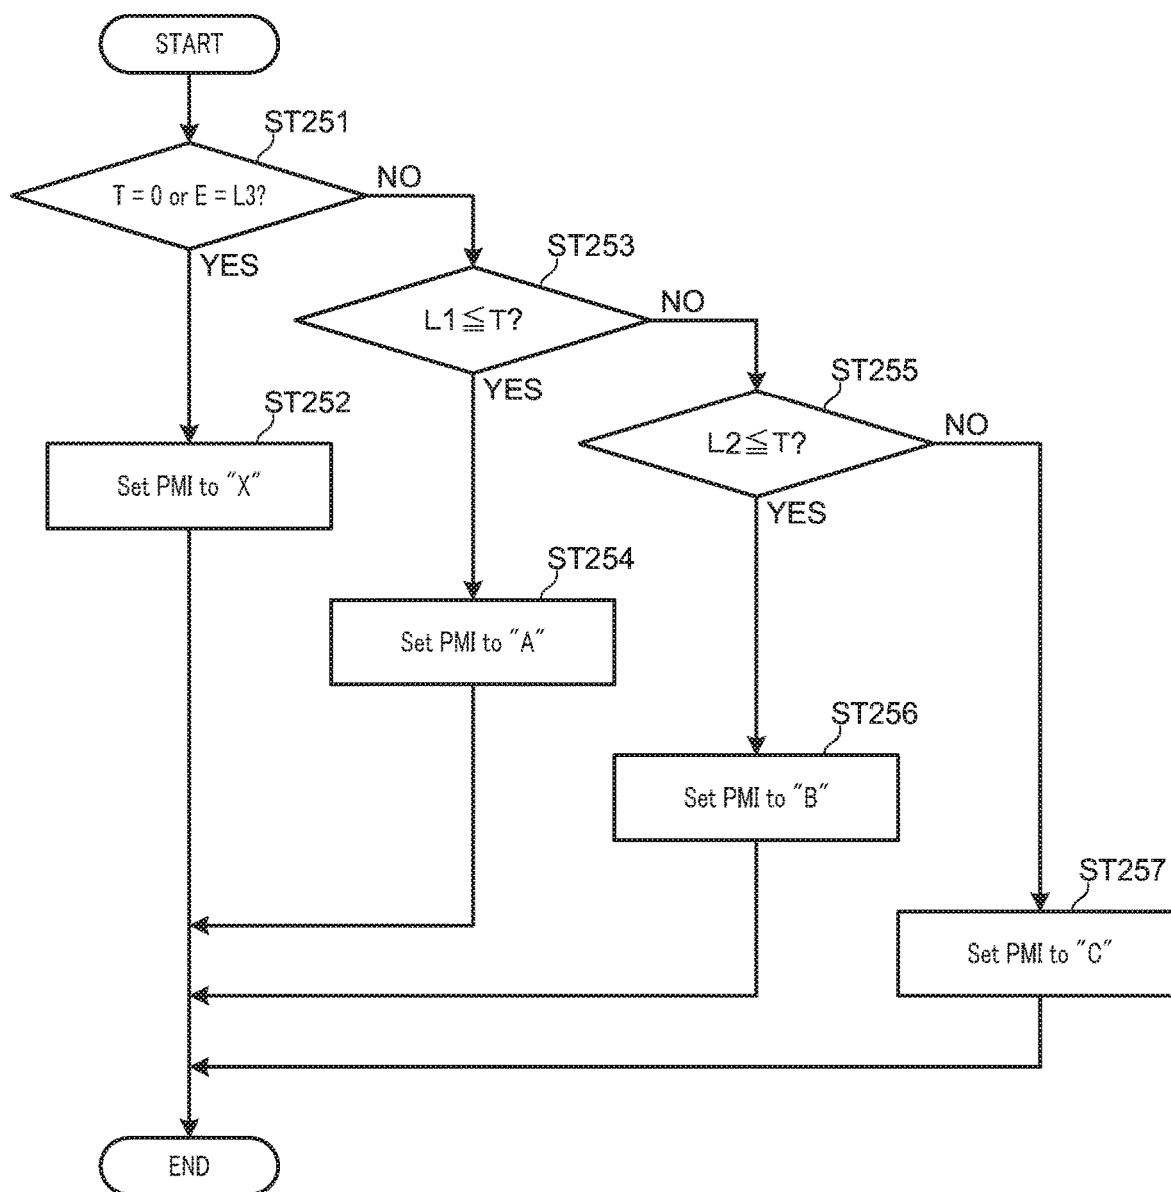 START
ST251
T = 0 or E = L3?
NO
YES
ST253
L1≦T?
NO
YES
ST255
L2≦T?
NO
YES
ST252
Set PMI to "X"
ST254
Set PMI to "A"
ST256
Set PMI to "B"
ST257
Set PMI to "C"
END